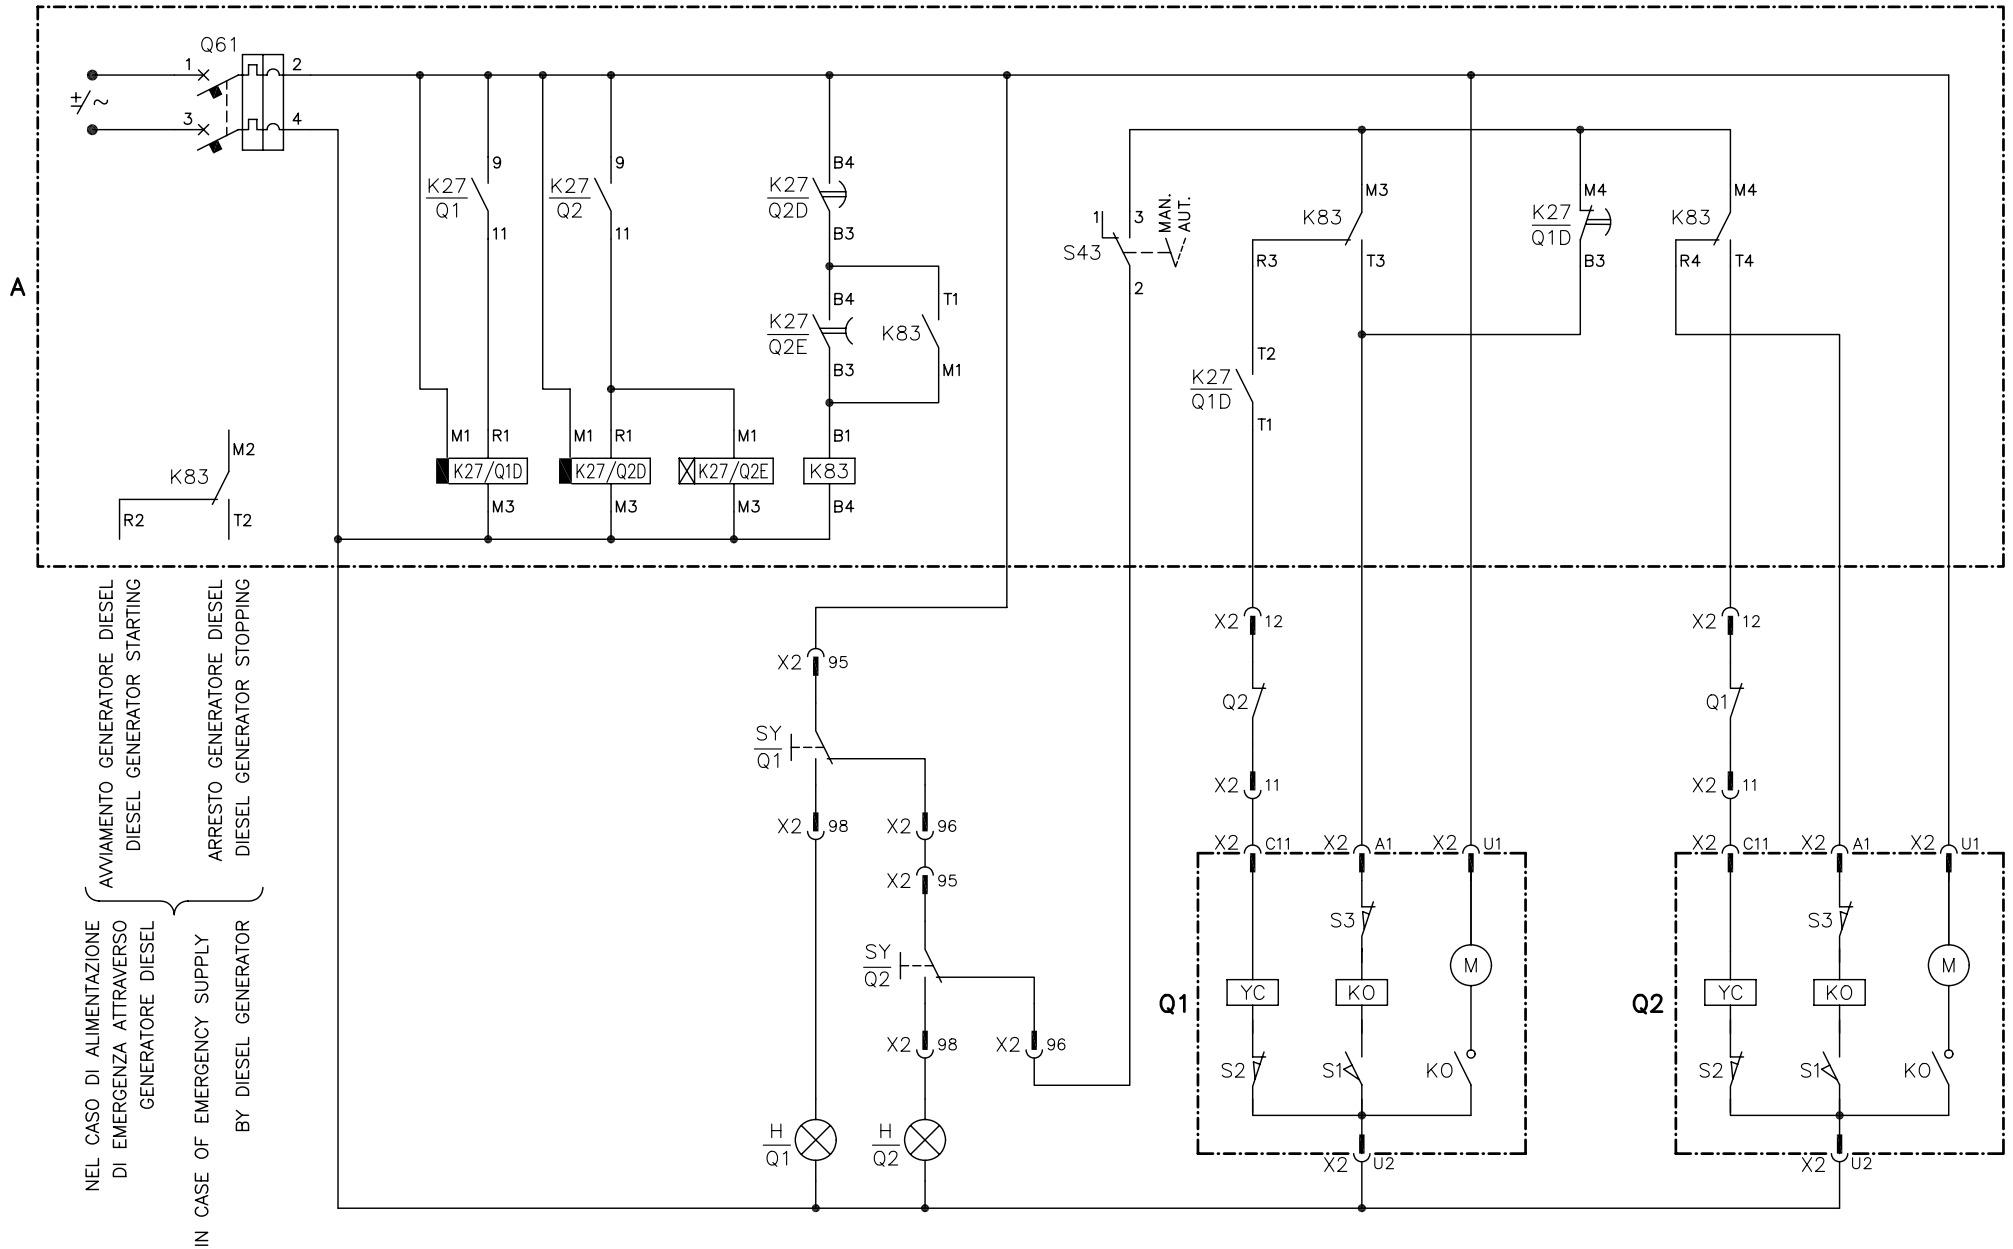 Q61
1
2
±/~
3
4
A
9
K27
Q1
11
9
K27
Q2
11
B4
K27
Q2D
B3
B4
K27
Q2E
B3
T1
K83
M1
M1
R1
K27/Q1D
M3
M1
R1
K27/Q2D
M3
M1
K27/Q2E
M3
B1
K83
B4
M2
K83
R2
T2
1
3
S43
2
MAN.
AUT.
M3
K83
R3
T3
T2
K27
Q1D
T1
M4
K27
Q1D
B3
M4
K83
R4
T4
AVVIAMENTO GENERATORE DIESEL
DIESEL GENERATOR STARTING
ARRESTO GENERATORE DIESEL
DIESEL GENERATOR STOPPING
NEL CASO DI ALIMENTAZIONE
DI EMERGENZA ATTRAVERSO
GENERATORE DIESEL
IN CASE OF EMERGENCY SUPPLY
BY DIESEL GENERATOR
X2 95
SY
Q1
X2 98
X2 96
X2 95
SY
Q2
X2 98
X2 96
H
Q1
H
Q2
X2 12
Q2
X2 11
X2 C11
X2 A1
X2 U1
S3
M
YC
KO
Q1
S2
S1
KO
X2 U2
X2 12
Q1
X2 11
X2 C11
X2 A1
X2 U1
S3
M
YC
KO
Q2
S2
S1
KO
X2 U2